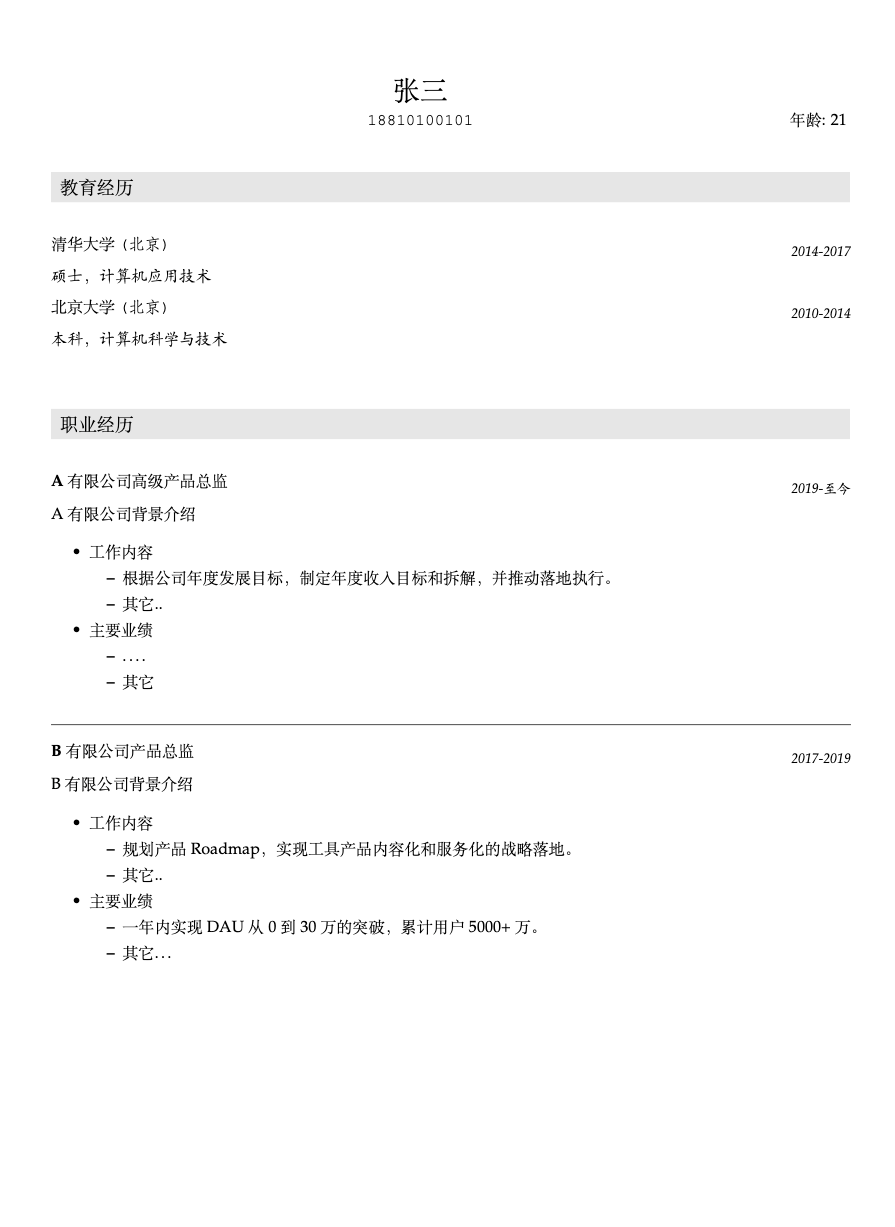 张三
18810100101
年龄: 21
教育经历
清华大学（北京）
2014-2017
硕士，计算机应用技术
北京大学（北京）
2010-2014
本科，计算机科学与技术
职业经历
A 有限公司高级产品总监
2019-至今
A 有限公司背景介绍
• 工作内容
– 根据公司年度发展目标，制定年度收入目标和拆解，并推动落地执行。
– 其它..
• 主要业绩
– ....
– 其它
B 有限公司产品总监
2017-2019
B 有限公司背景介绍
• 工作内容
– 规划产品 Roadmap，实现工具产品内容化和服务化的战略落地。
– 其它..
• 主要业绩
– 一年内实现 DAU 从 0 到 30 万的突破，累计用户 5000+ 万。
– 其它...